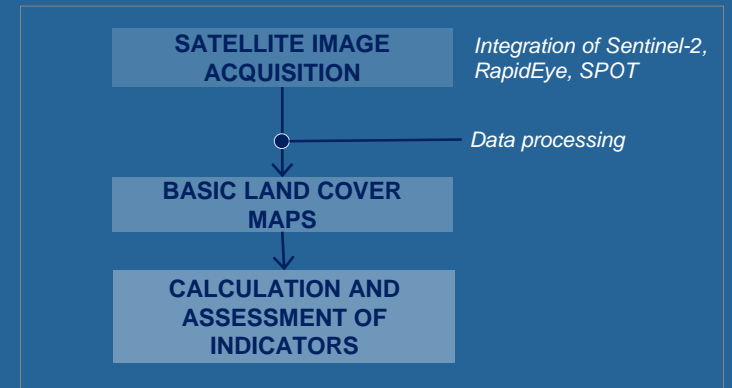 SATELLITE IMAGE
ACQUISITION
Integration of Sentinel-2,
RapidEye, SPOT
Data processing
BASIC LAND COVER
MAPS
CALCULATION AND
ASSESSMENT OF
INDICATORS